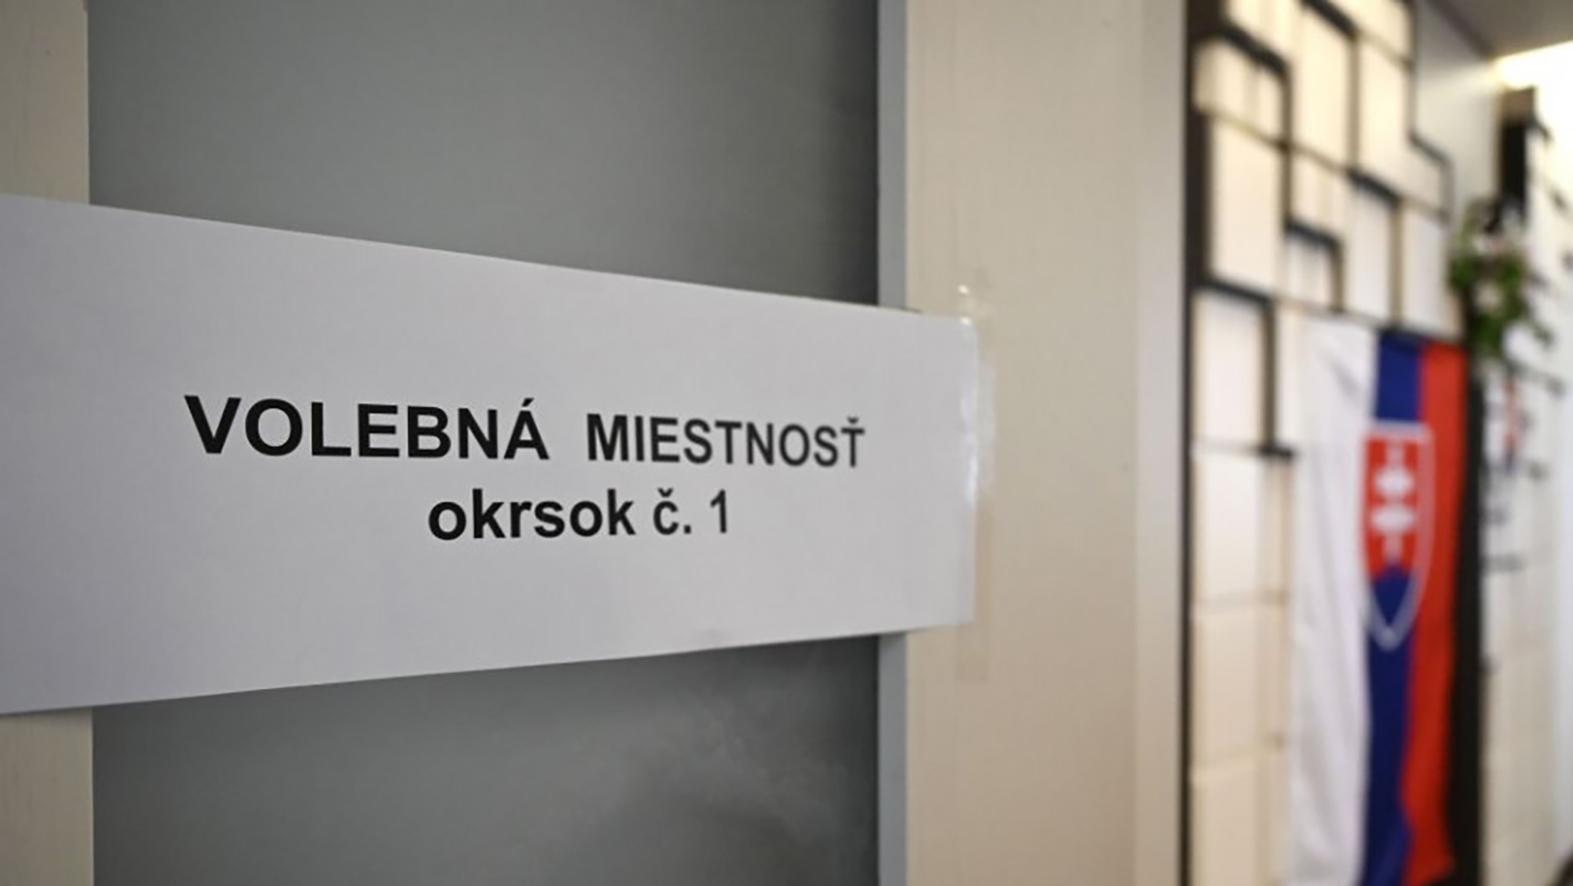 VOLEBNÁ MIESTNOSŤ
okrsok č. 1